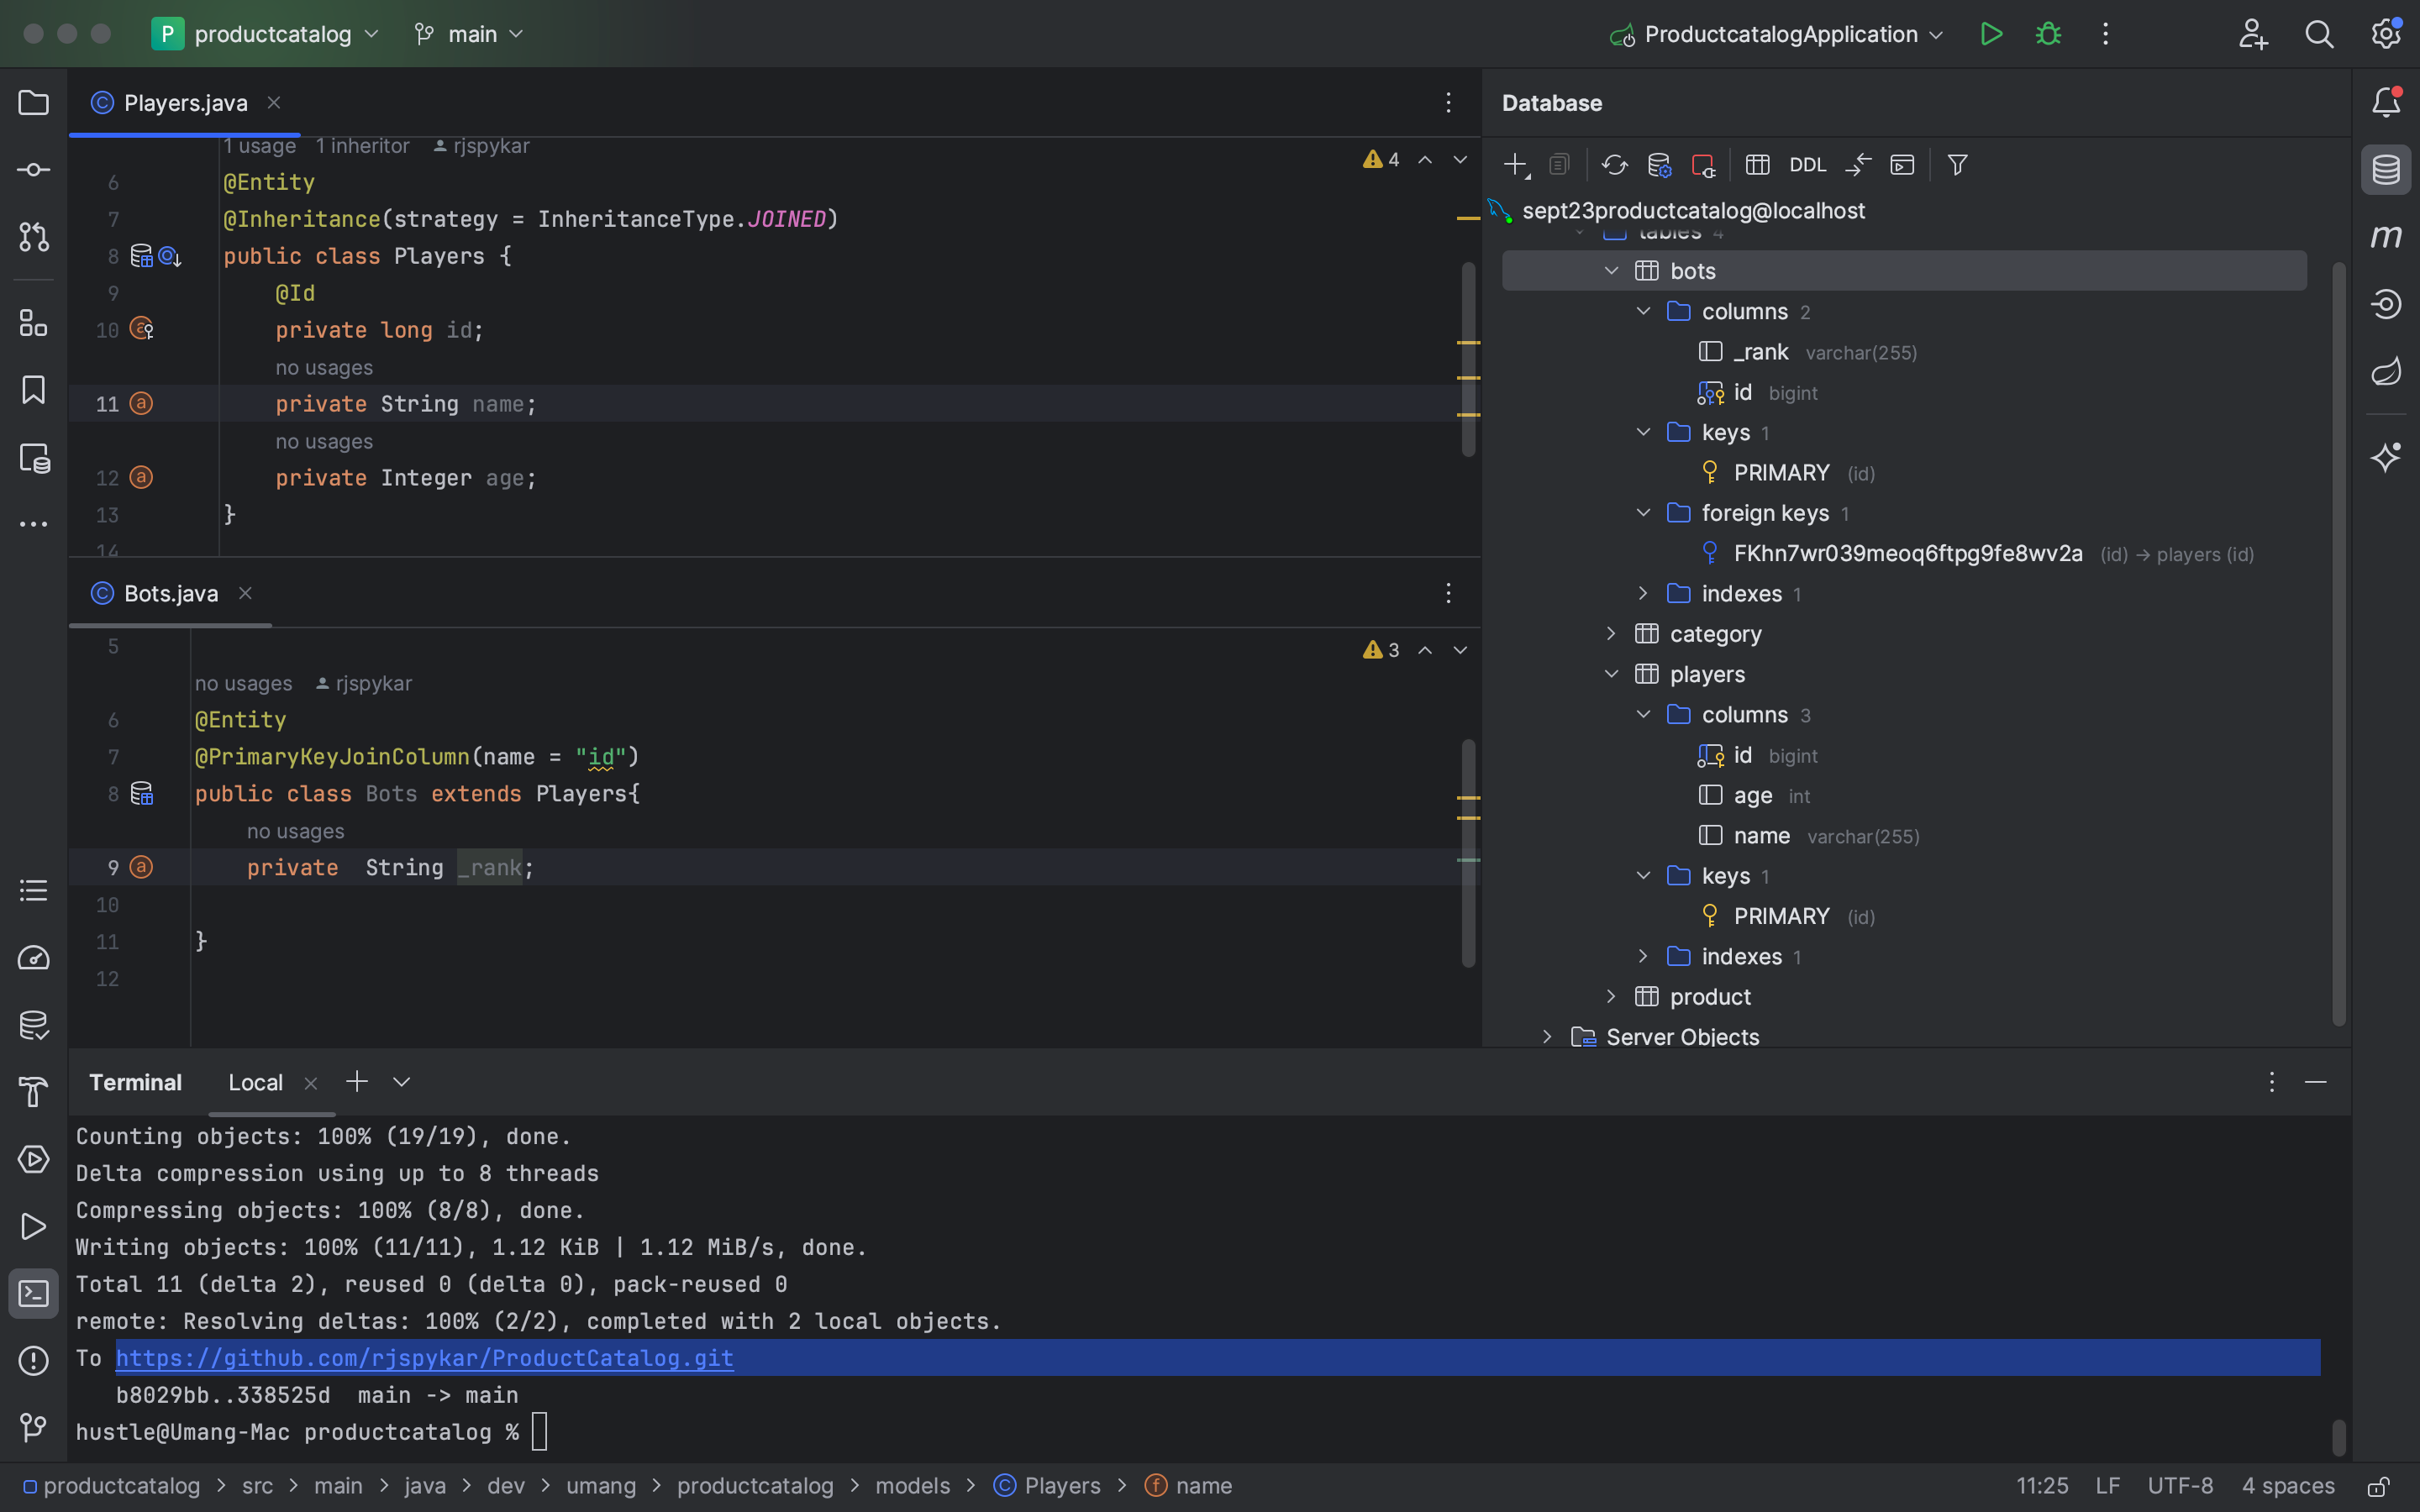 P productcatalog main ProductcatalogApplication
Players.java
1 usage 1 inheritor rjspykar
4
6 @Entity
7 @Inheritance(strategy = InheritanceType.JOINED)
8 public class Players {
9 @Id
10 private long id;
no usages
11 private String name;
no usages
12 private Integer age;
13 }
14
Bots.java
5
3
no usages rjspykar
6 @Entity
7 @PrimaryKeyJoinColumn(name = "id")
8 public class Bots extends Players{
no usages
9 private String _rank;
10
11 }
12
Database
DDL
sept23productcatalog@localhost
tables 4
bots
columns 2
_rank varchar(255)
id bigint
keys 1
PRIMARY (id)
foreign keys 1
FKhn7wr039meoq6ftpg9fe8wv2a (id) → players (id)
indexes 1
category
players
columns 3
id bigint
age int
name varchar(255)
keys 1
PRIMARY (id)
indexes 1
product
Server Objects
m
Terminal Local
Counting objects: 100% (19/19), done.
Delta compression using up to 8 threads
Compressing objects: 100% (8/8), done.
Writing objects: 100% (11/11), 1.12 KiB | 1.12 MiB/s, done.
Total 11 (delta 2), reused 0 (delta 0), pack-reused 0
remote: Resolving deltas: 100% (2/2), completed with 2 local objects.
To https://github.com/rjspykar/ProductCatalog.git
b8029bb..338525d main -> main
hustle@Umang-Mac productcatalog %
productcatalog > src > main > java > dev > umang > productcatalog > models > Players > name
11:25 LF UTF-8 4 spaces